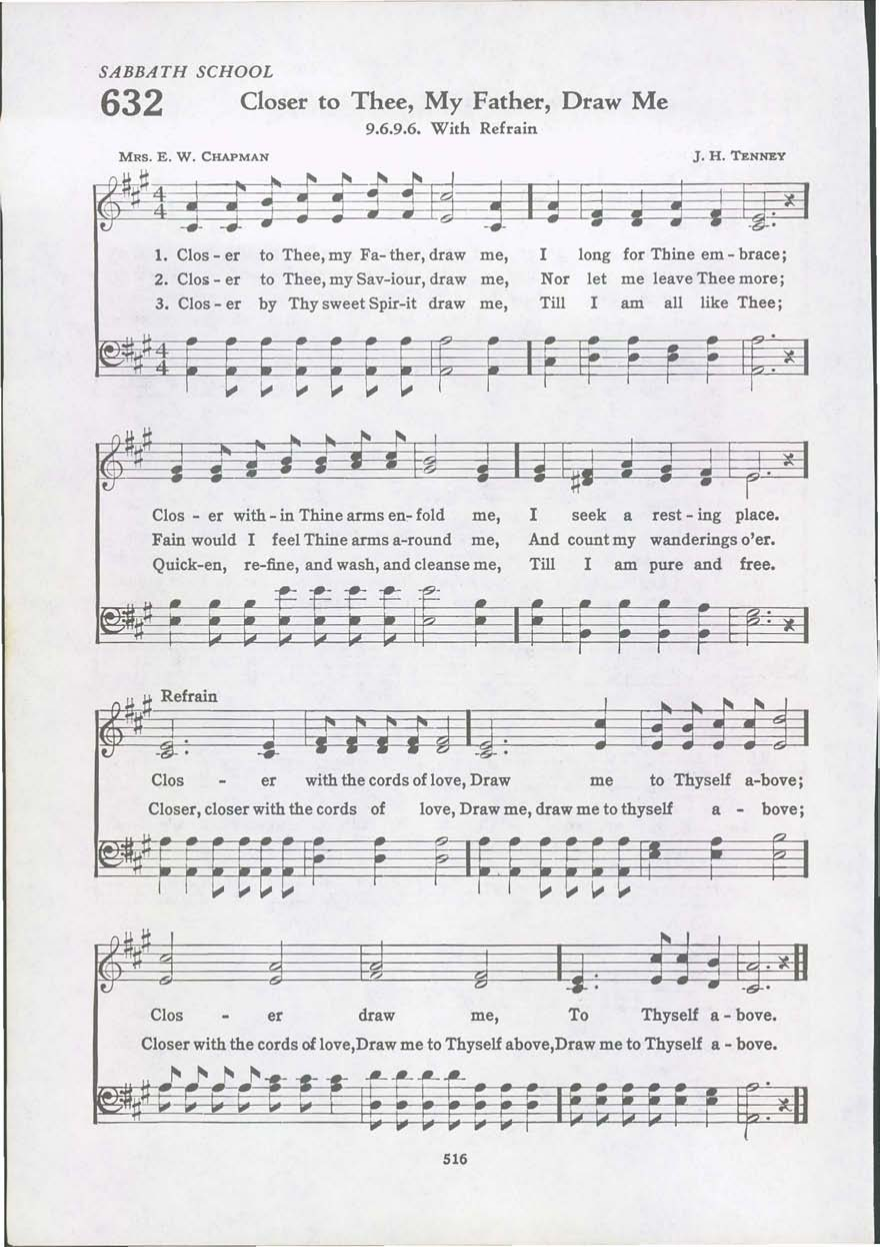 SABBATH SCHOOL
632 Closer to Thee, My Father, Draw Me
9.6.9.6. With Refrain
MRS. E. W. CHAPMAN J. H. TENNEY
4
4
1. Clos - er to Thee, my Fa- ther, draw me, I long for Thine em - brace;
2. Clos - er to Thee, my Sav-iour, draw me, Nor let me leave Thee more;
3. Clos - er by Thy sweet Spir-it draw me, Till I am all like Thee;
4
4
Clos - er with - in Thine arms en- fold me, I seek a rest - ing place.
Fain would I feel Thine arms a-round me, And count my wanderings o'er.
Quick-en, re-fine, and wash, and cleanse me, Till I am pure and free.
Refrain
Clos - er with the cords of love, Draw me to Thyself a-bove;
Closer, closer with the cords of love, Draw me, draw me to thyself a - bove;
Clos - er draw me, To Thyself a - bove.
Closer with the cords of love, Draw me to Thyself above, Draw me to Thyself a - bove.
516